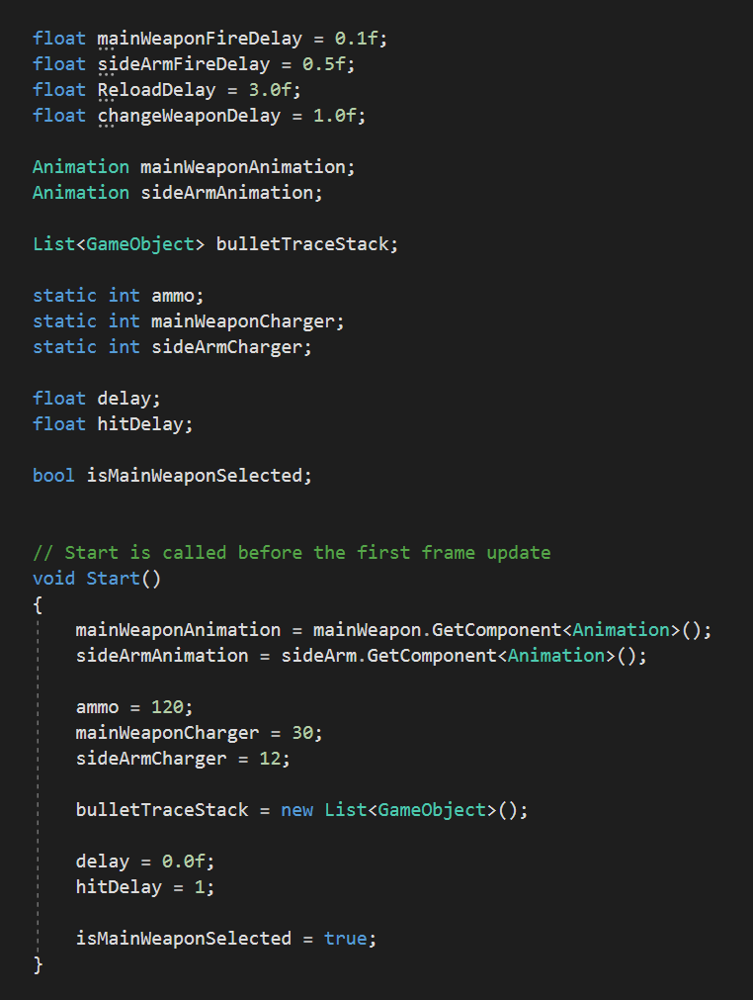 float mainWeaponFireDelay = 0.1f;
float sideArmFireDelay = 0.5f;
float ReloadDelay = 3.0f;
float changeWeaponDelay = 1.0f;

Animation mainWeaponAnimation;
Animation sideArmAnimation;

List<GameObject> bulletTraceStack;

static int ammo;
static int mainWeaponCharger;
static int sideArmCharger;

float delay;
float hitDelay;

bool isMainWeaponSelected;


// Start is called before the first frame update
void Start()
{
    mainWeaponAnimation = mainWeapon.GetComponent<Animation>();
    sideArmAnimation = sideArm.GetComponent<Animation>();

    ammo = 120;
    mainWeaponCharger = 30;
    sideArmCharger = 12;

    bulletTraceStack = new List<GameObject>();

    delay = 0.0f;
    hitDelay = 1;

    isMainWeaponSelected = true;
}